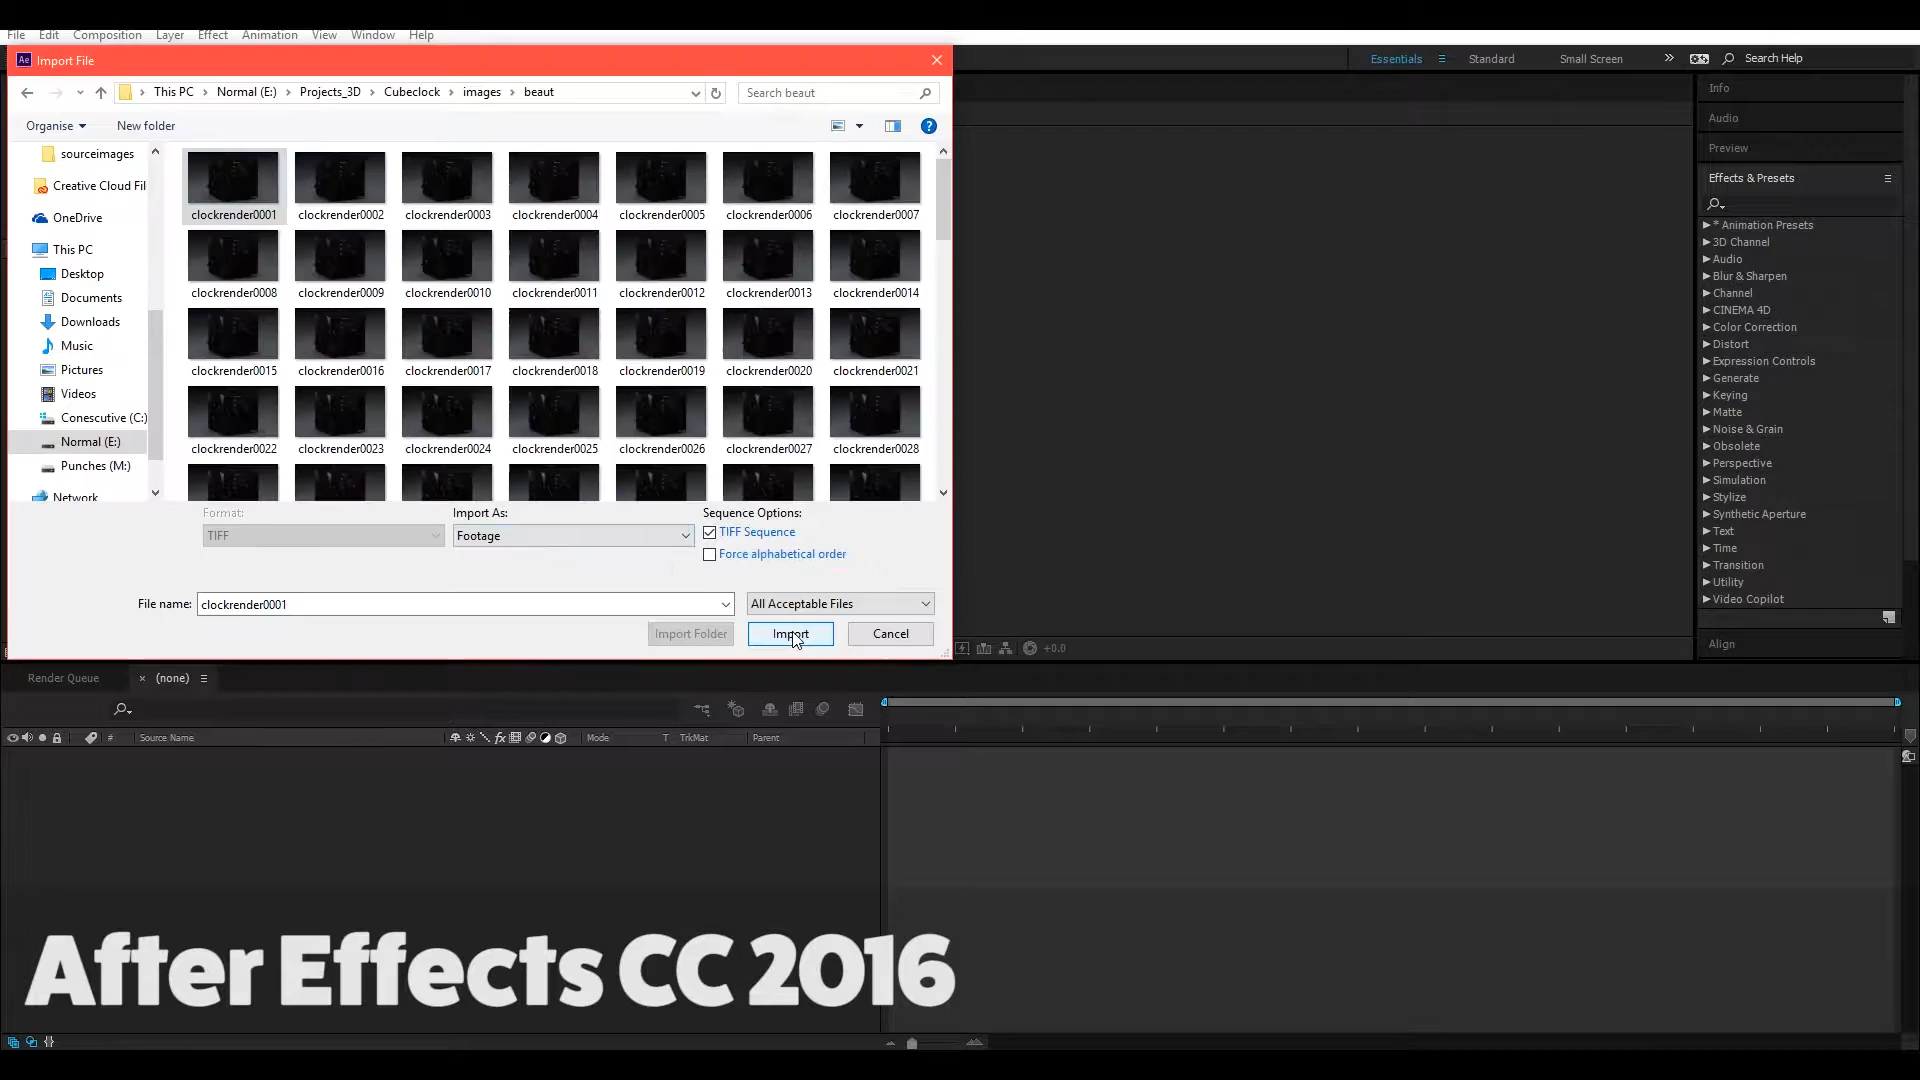 File Edit Composition Layer Effect Animation View Window Help
Ae Import File
Essentials Standard Small Screen Search Help
This PC Normal (E:) Projects_3D Cubeclock images beaut
Search beaut
Organise New folder
sourceimages
Creative Cloud Fil
OneDrive
This PC
Desktop
Documents
Downloads
Music
Pictures
Videos
Conescutive (C:)
Normal (E:)
Punches (M:)
Network
clockrender0001 clockrender0002 clockrender0003 clockrender0004 clockrender0005 clockrender0006 clockrender0007
clockrender0008 clockrender0009 clockrender0010 clockrender0011 clockrender0012 clockrender0013 clockrender0014
clockrender0015 clockrender0016 clockrender0017 clockrender0018 clockrender0019 clockrender0020 clockrender0021
clockrender0022 clockrender0023 clockrender0024 clockrender0025 clockrender0026 clockrender0027 clockrender0028
Format: Import As: Sequence Options:
TIFF Footage TIFF Sequence
Force alphabetical order
File name: clockrender0001 All Acceptable Files
Import Folder Import Cancel
+0.0
Info
Audio
Preview
Effects & Presets
* Animation Presets
3D Channel
Audio
Blur & Sharpen
Channel
CINEMA 4D
Color Correction
Distort
Expression Controls
Generate
Keying
Matte
Noise & Grain
Obsolete
Perspective
Simulation
Stylize
Synthetic Aperture
Text
Time
Transition
Utility
Video Copilot
Align
Render Queue × (none)
# Source Name fx Mode T TrkMat Parent
After Effects CC 2016